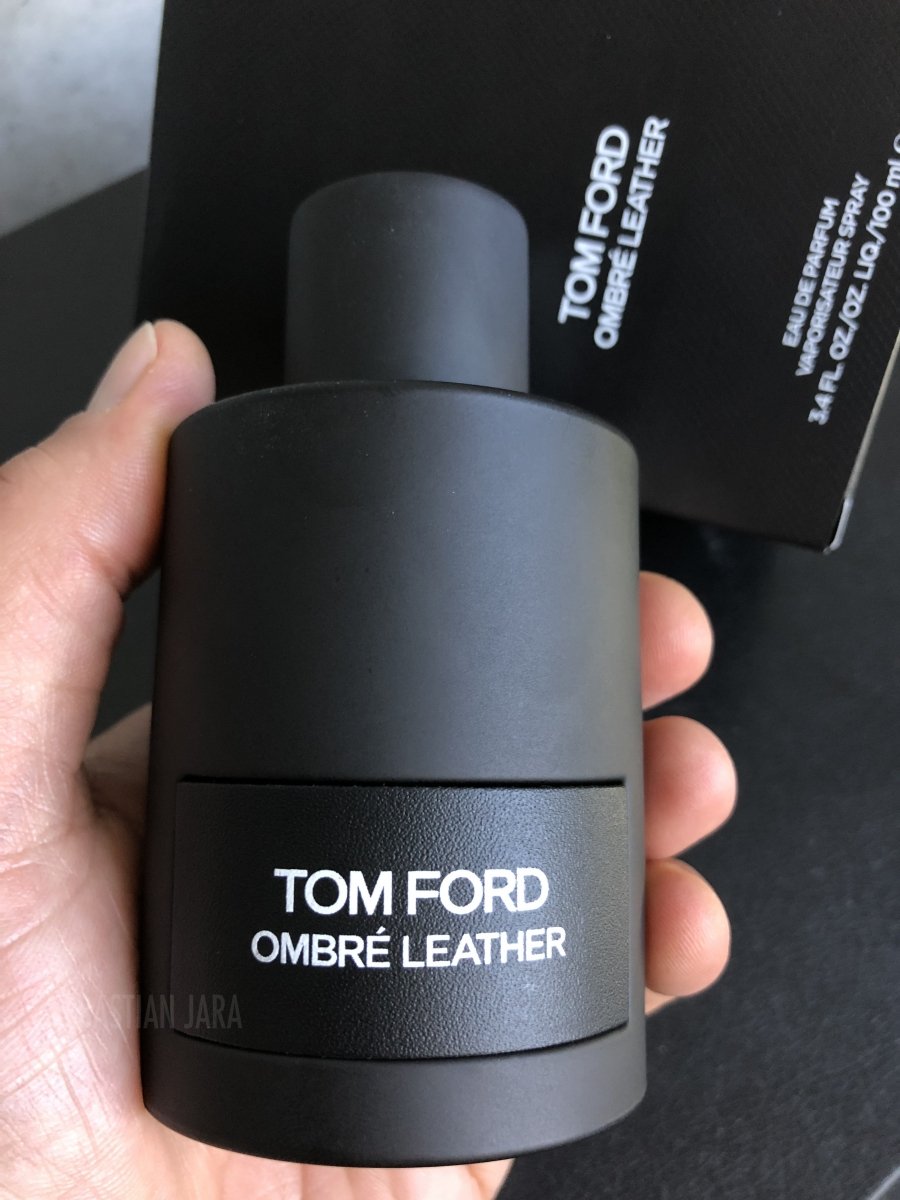 TOM FORD
OMBRÉ LEATHER
EAU DE PARFUM
VAPORISATEUR SPRAY
3.4 FL. OZ./OZ. LIQ./100 ml
TOM FORD
OMBRÉ LEATHER
JARA